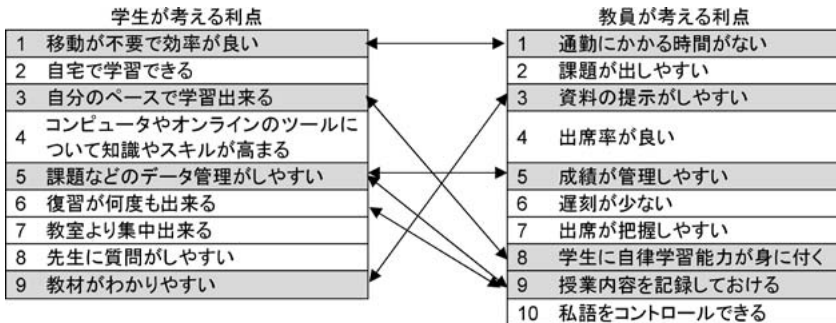 学生が考える利点
1 移動が不要で効率が良い
2 自宅で学習できる
3 自分のペースで学習出来る
4 コンピュータやオンラインのツールに
ついて知識やスキルが高まる
5 課題などのデータ管理がしやすい
6 復習が何度も出来る
7 教室より集中出来る
8 先生に質問がしやすい
9 教材がわかりやすい
教員が考える利点
1 通勤にかかる時間がない
2 課題が出しやすい
3 資料の提示がしやすい
4 出席率が良い
5 成績が管理しやすい
6 遅刻が少ない
7 出席が把握しやすい
8 学生に自律学習能力が身に付く
9 授業内容を記録しておける
10 私語をコントロールできる